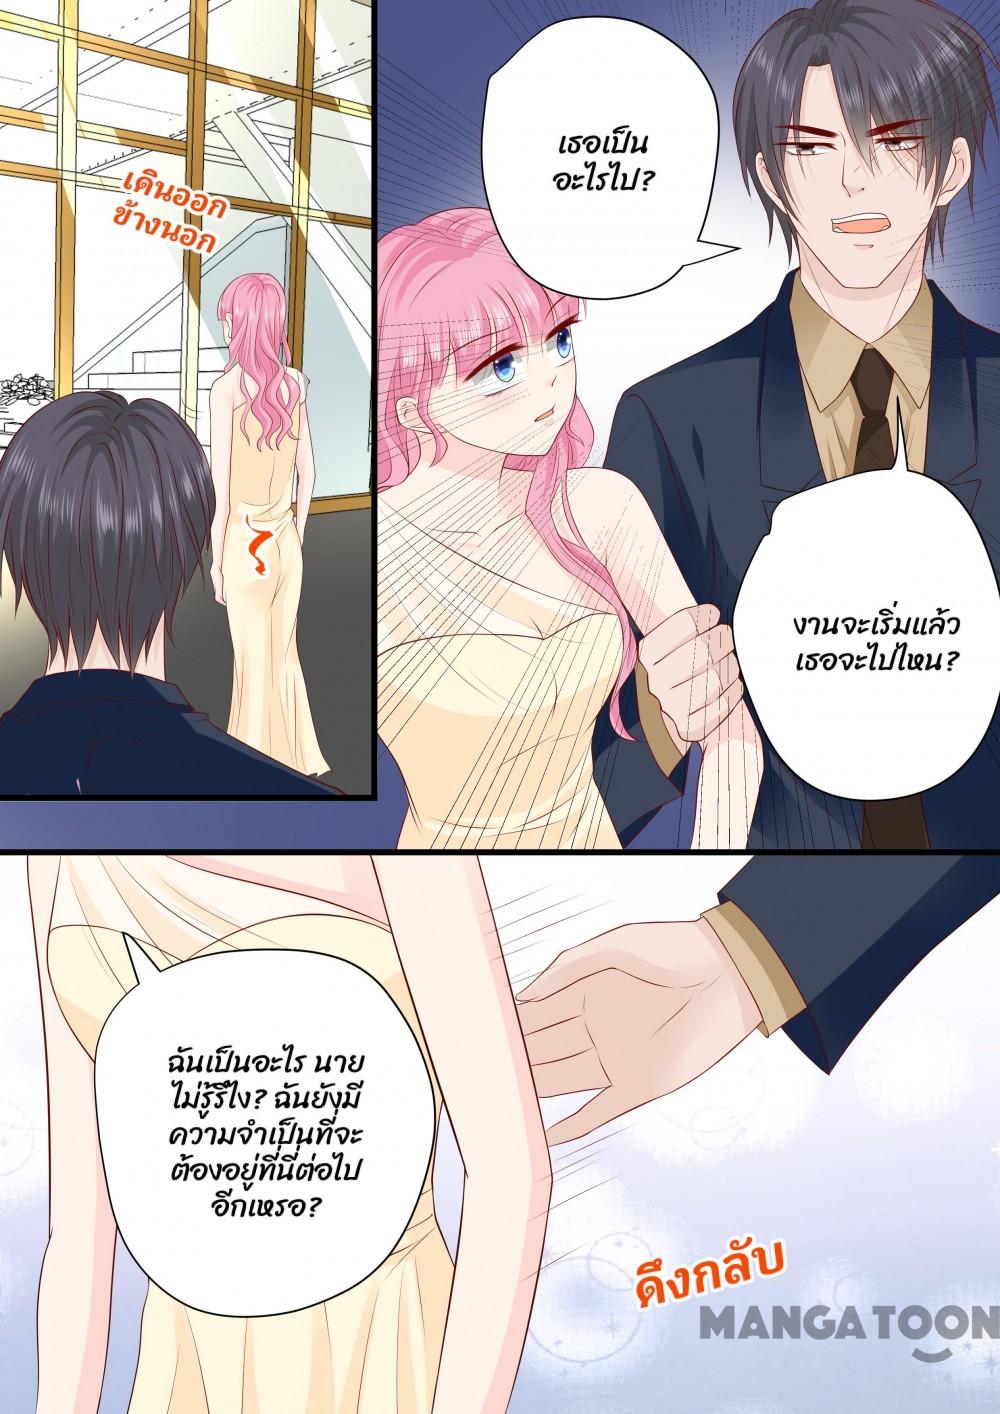 เดินออก
ข้างนอก
เธอเป็น
อะไรไป?
งานจะเริ่มแล้ว
เธอจะไปไหน?
ฉันเป็นอะไร นาย
ไม่รู้รึไง? ฉันยังมี
ความจำเป็นที่จะ
ต้องอยู่ที่นี่ต่อไป
อีกเหรอ?
ดึงกลับ
MANGATOON